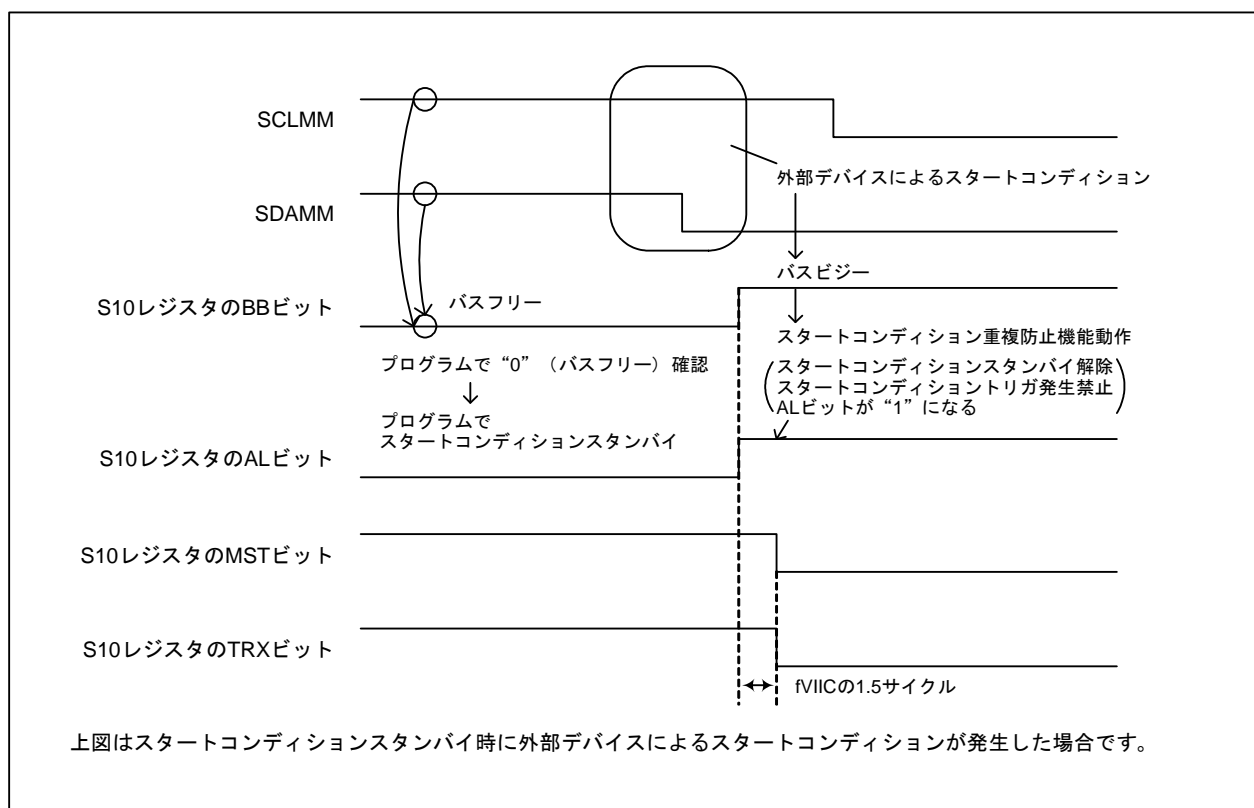 SCLMM
外部デバイスによるスタートコンディション
SDAMM
バスビジー
S10レジスタのBBビット
バスフリー
スタートコンディション重複防止機能動作
プログラムで“0”（バスフリー）確認
スタートコンディションスタンバイ解除
スタートコンディショントリガ発生禁止
ALビットが“1”になる
プログラムで
スタートコンディションスタンバイ
S10レジスタのALビット
S10レジスタのMSTビット
S10レジスタのTRXビット
fVIICの1.5サイクル
上図はスタートコンディションスタンバイ時に外部デバイスによるスタートコンディションが発生した場合です。